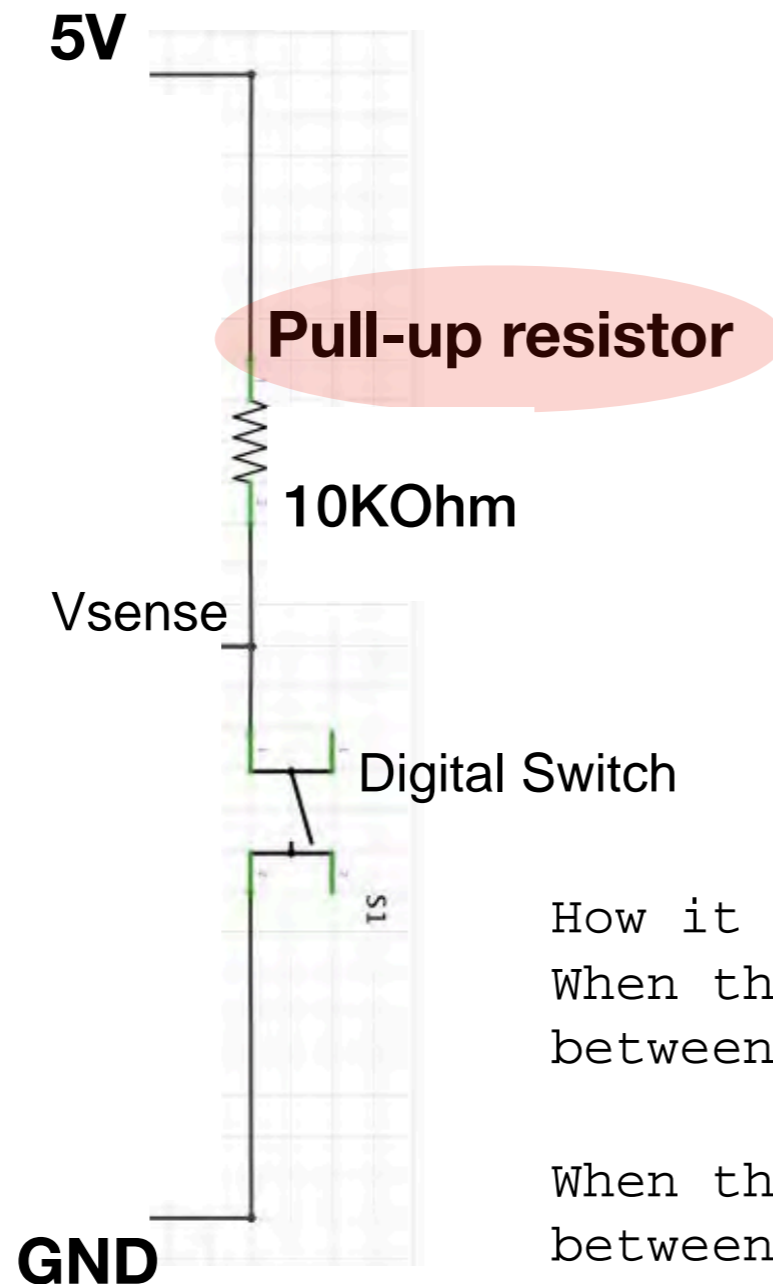 5V
Pull-up resistor
10KOhm
Vsense
Digital Switch
S1
How it
When th
between
When th
between
GND